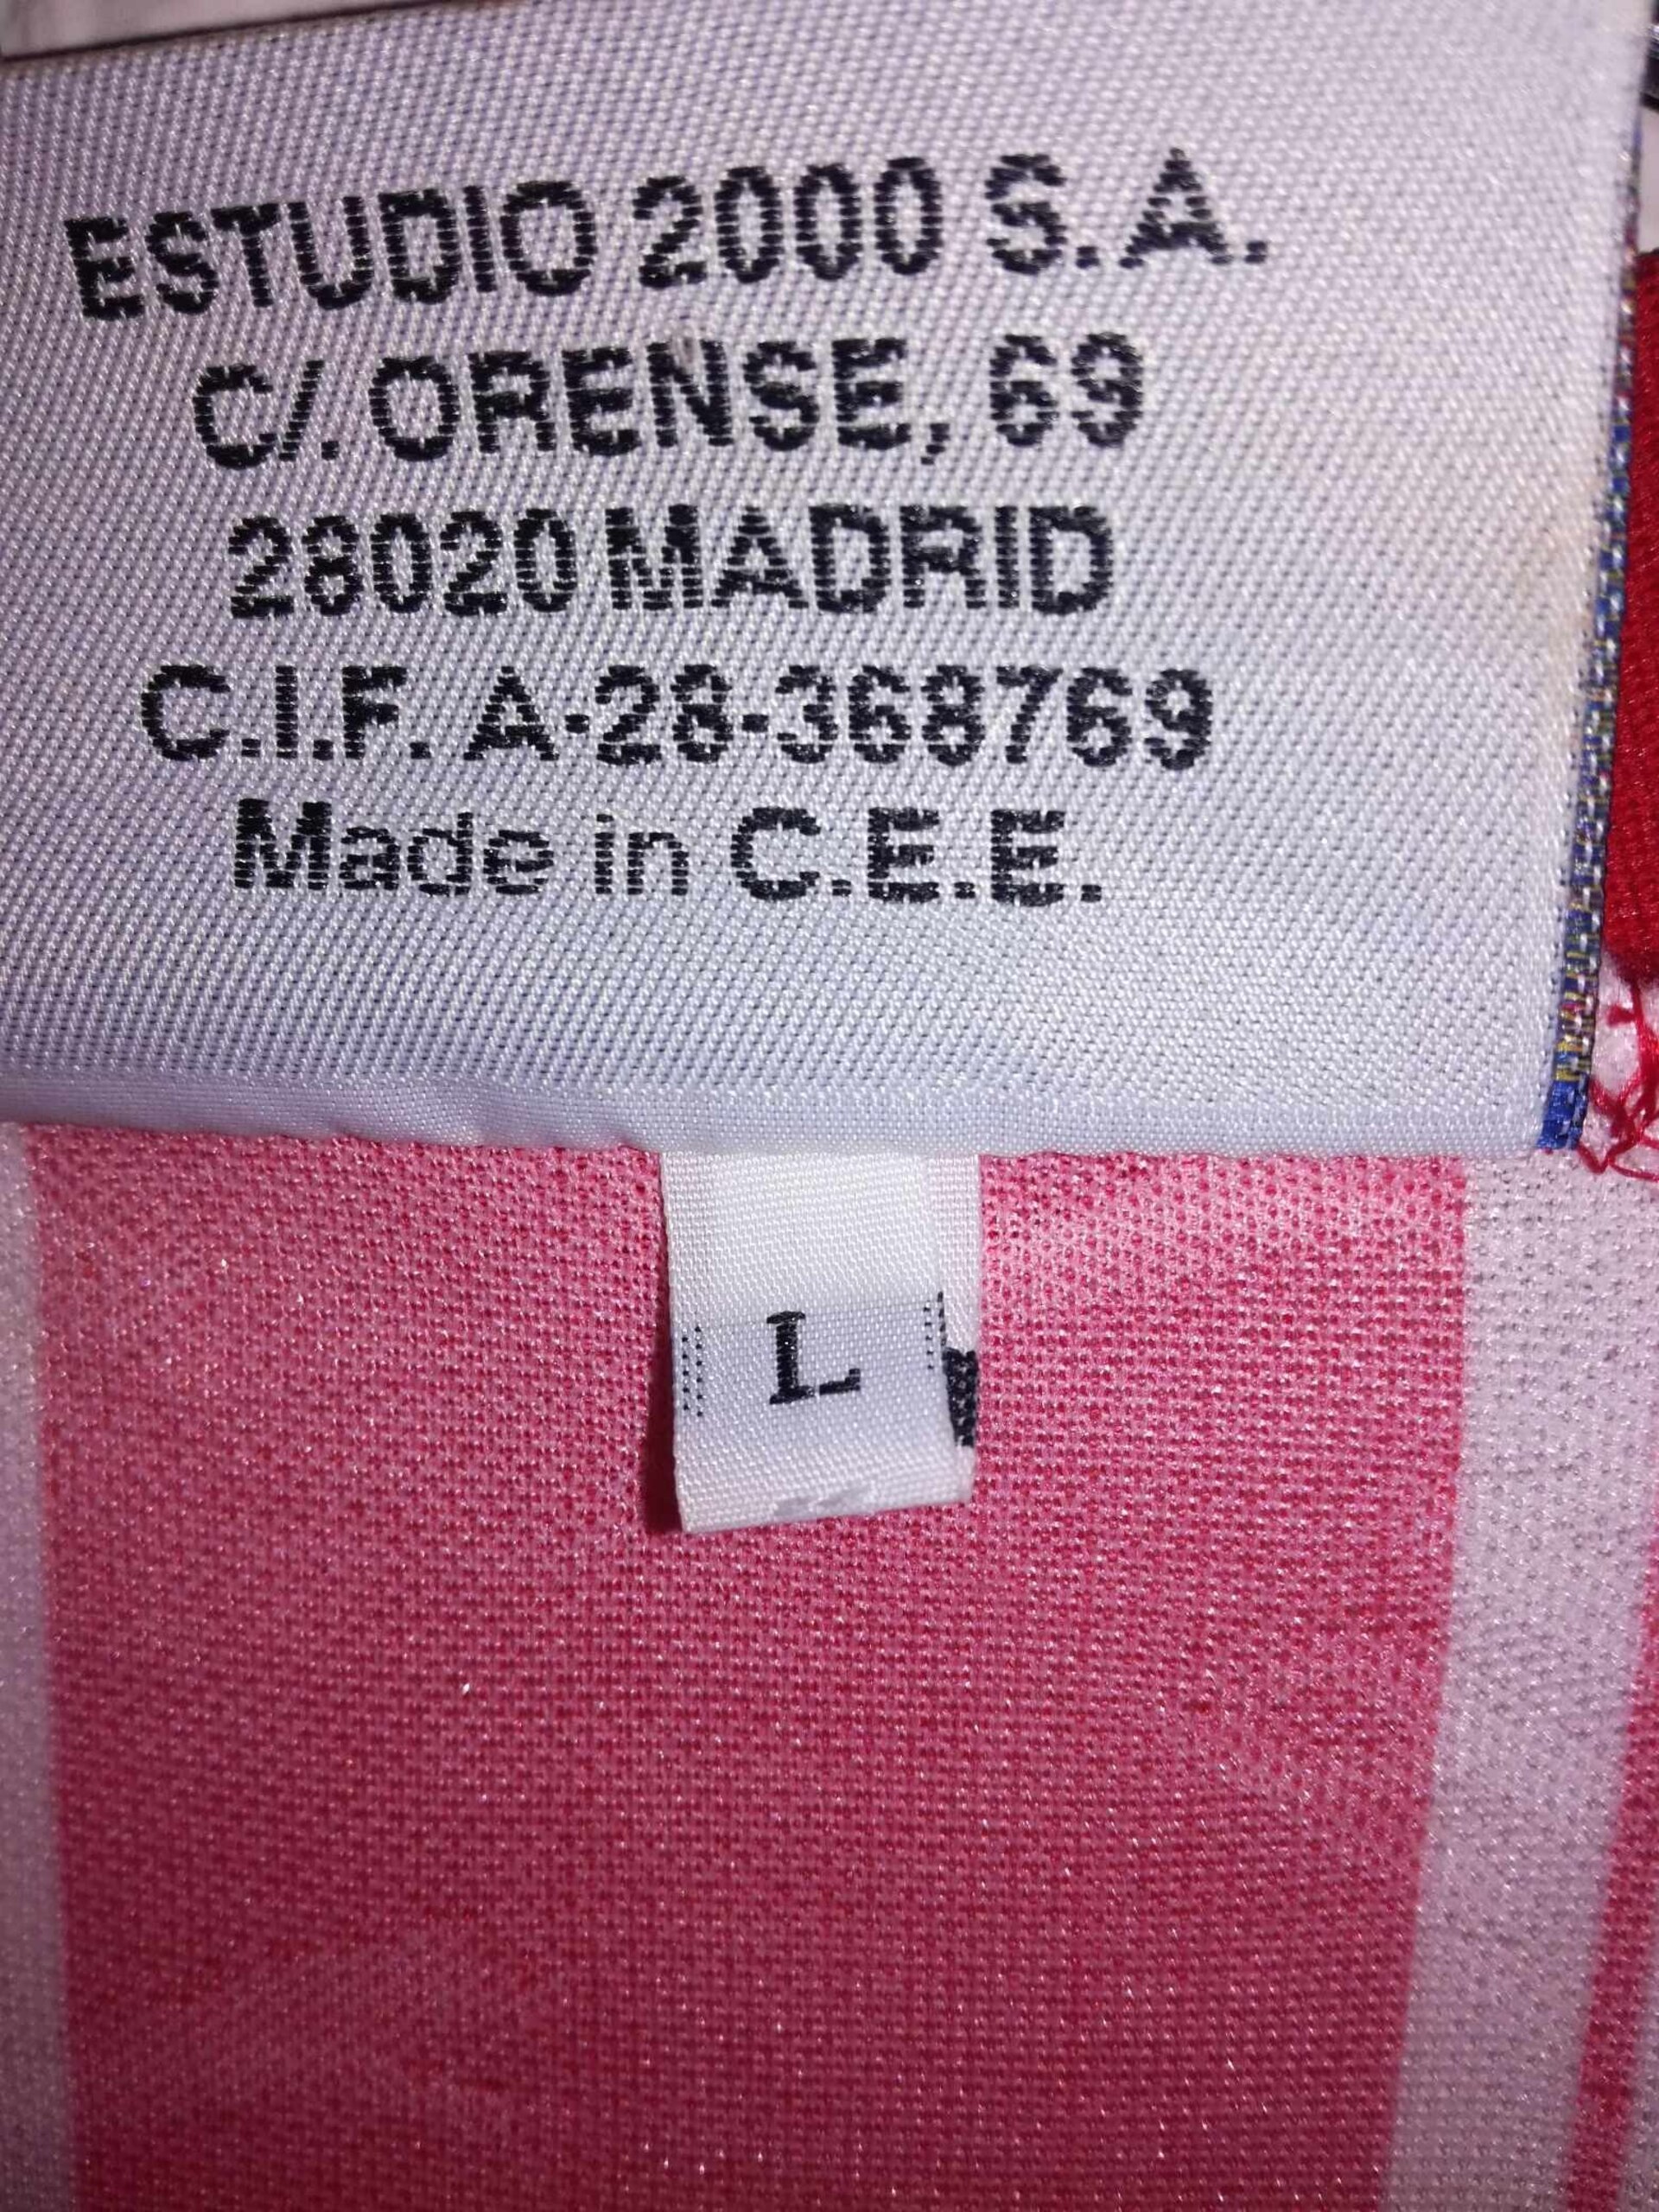 ESTUDIO 2000 S.A.
C/. ORENSE, 69
28020 MADRID
C.I.F. A-28-368769
Made in C.E.E.
L